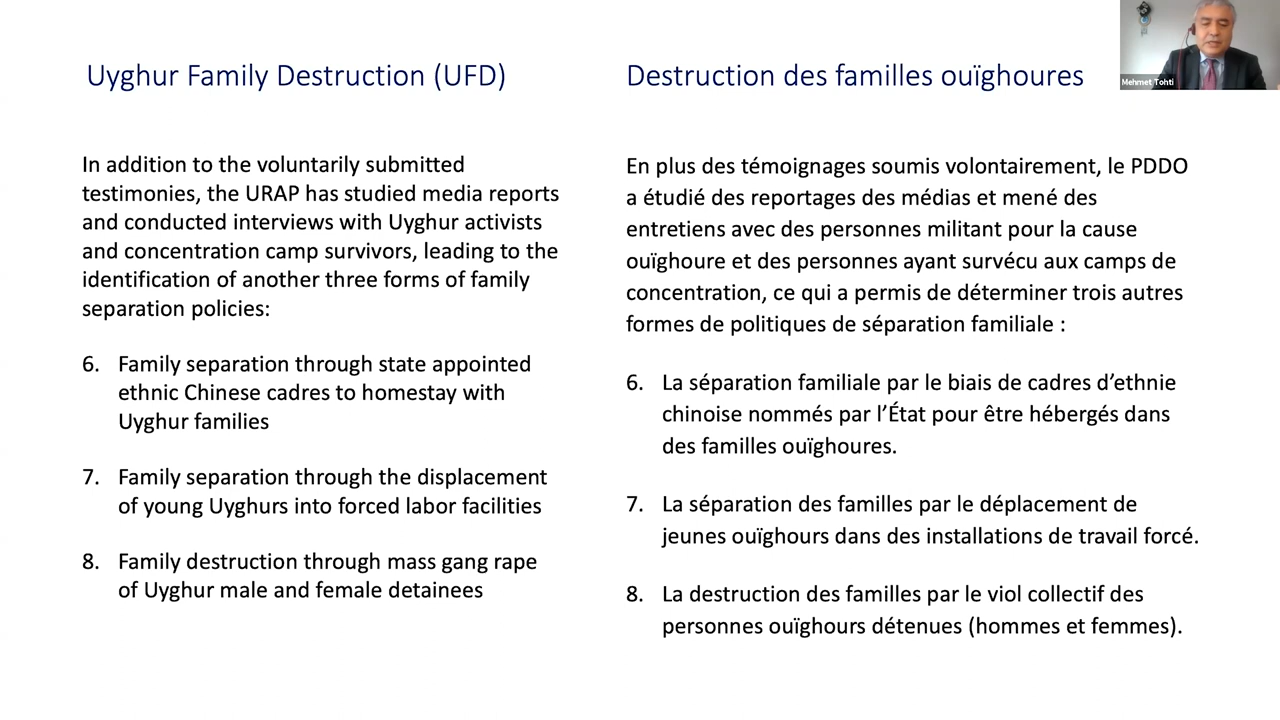 Uyghur Family Destruction (UFD)
In addition to the voluntarily submitted
testimonies, the URAP has studied media reports
and conducted interviews with Uyghur activists
and concentration camp survivors, leading to the
identification of another three forms of family
separation policies:
6. Family separation through state appointed
ethnic Chinese cadres to homestay with
Uyghur families
7. Family separation through the displacement
of young Uyghurs into forced labor facilities
8. Family destruction through mass gang rape
of Uyghur male and female detainees
Destruction des familles ouïghoures
En plus des témoignages soumis volontairement, le PDDO
a étudié des reportages des médias et mené des
entretiens avec des personnes militant pour la cause
ouïghoure et des personnes ayant survécu aux camps de
concentration, ce qui a permis de déterminer trois autres
formes de politiques de séparation familiale :
6. La séparation familiale par le biais de cadres d’ethnie
chinoise nommés par l’État pour être hébergés dans
des familles ouïghoures.
7. La séparation des familles par le déplacement de
jeunes ouïghours dans des installations de travail forcé.
8. La destruction des familles par le viol collectif des
personnes ouïghours détenues (hommes et femmes).
Mehmet Tohti